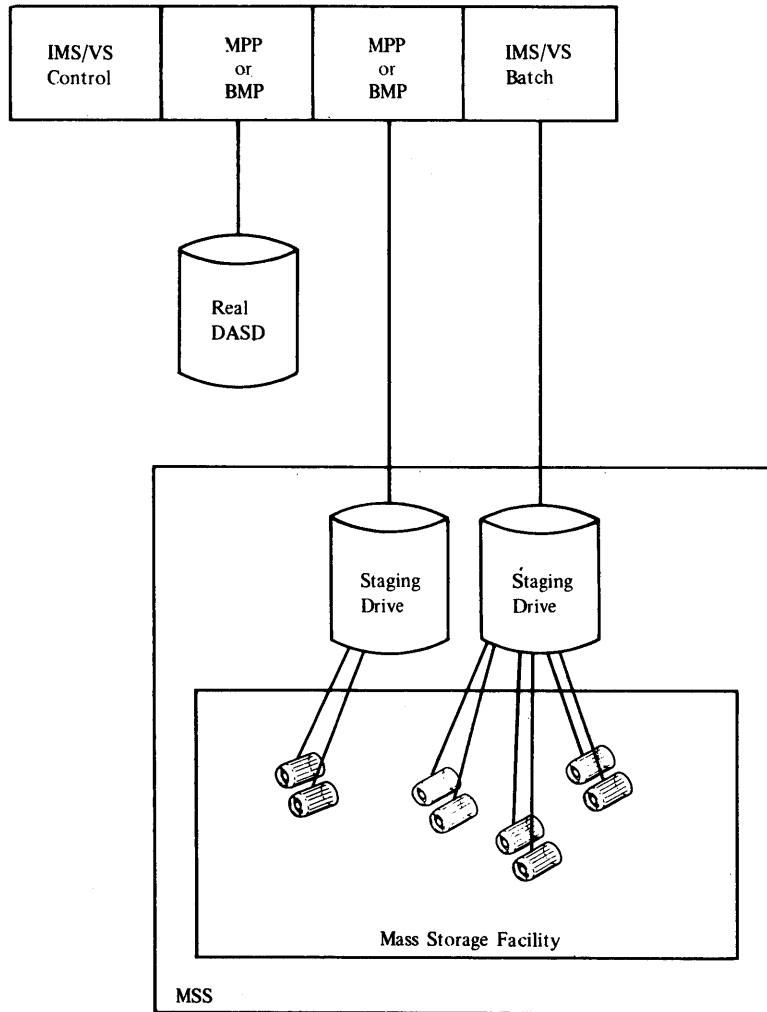 IMS/VS
Control
MPP
or
BMP
MPP
or
BMP
IMS/VS
Batch
Real
DASD
Staging
Drive
Staging
Drive
Mass Storage Facility
MSS